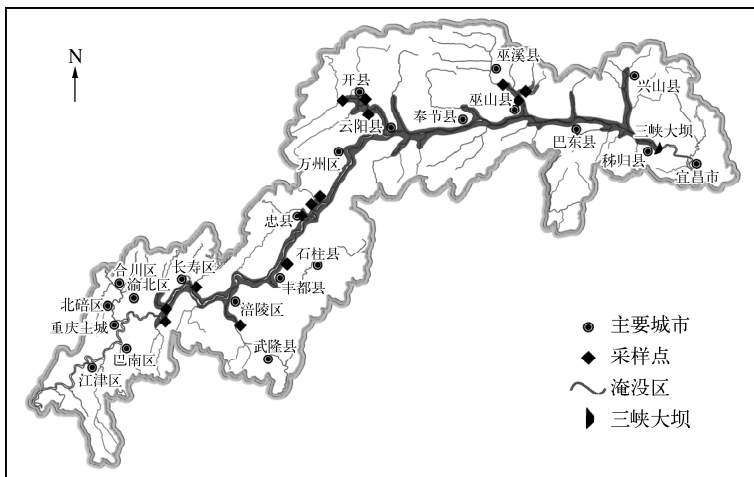 N
巫溪县
兴山县
开县
巫山县
奉节县
云阳县
三峡大坝
巴东县
秭归县
宜昌市
万州区
忠县
石柱县
合川区
长寿区
渝北区
丰都县
北碚区
涪陵区
重庆主城
武隆县
巴南区
江津区
主要城市
采样点
淹没区
三峡大坝